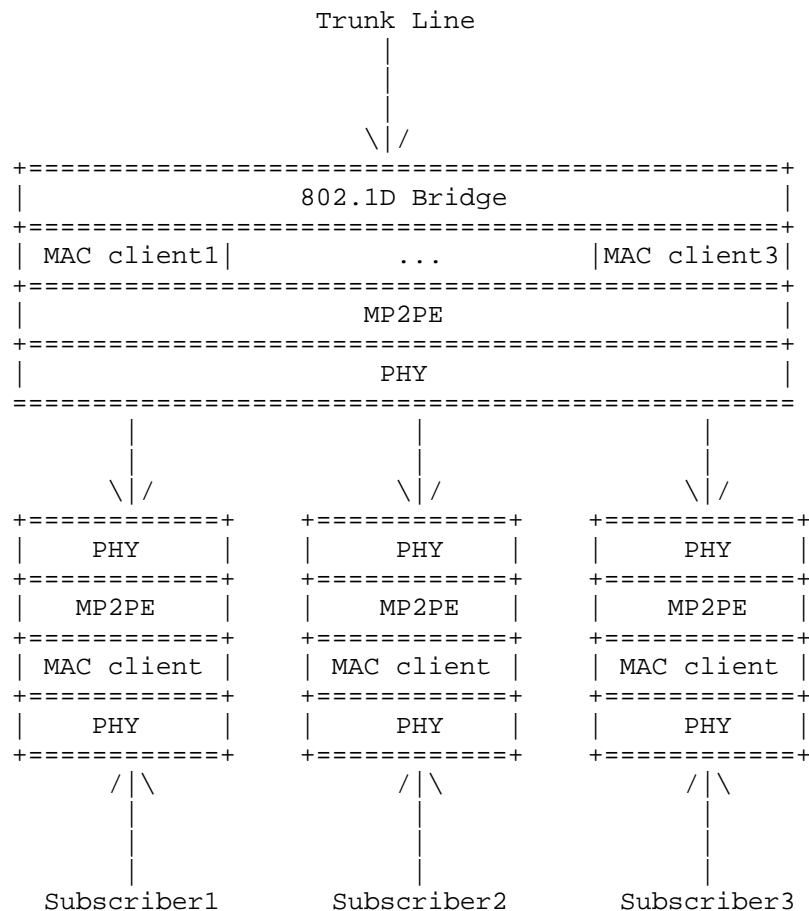 Trunk Line
802.1D Bridge
MAC client1 ... MAC client3
MP2PE
PHY
PHY PHY PHY
MP2PE MP2PE MP2PE
MAC client MAC client MAC client
PHY PHY PHY
Subscriber1 Subscriber2 Subscriber3